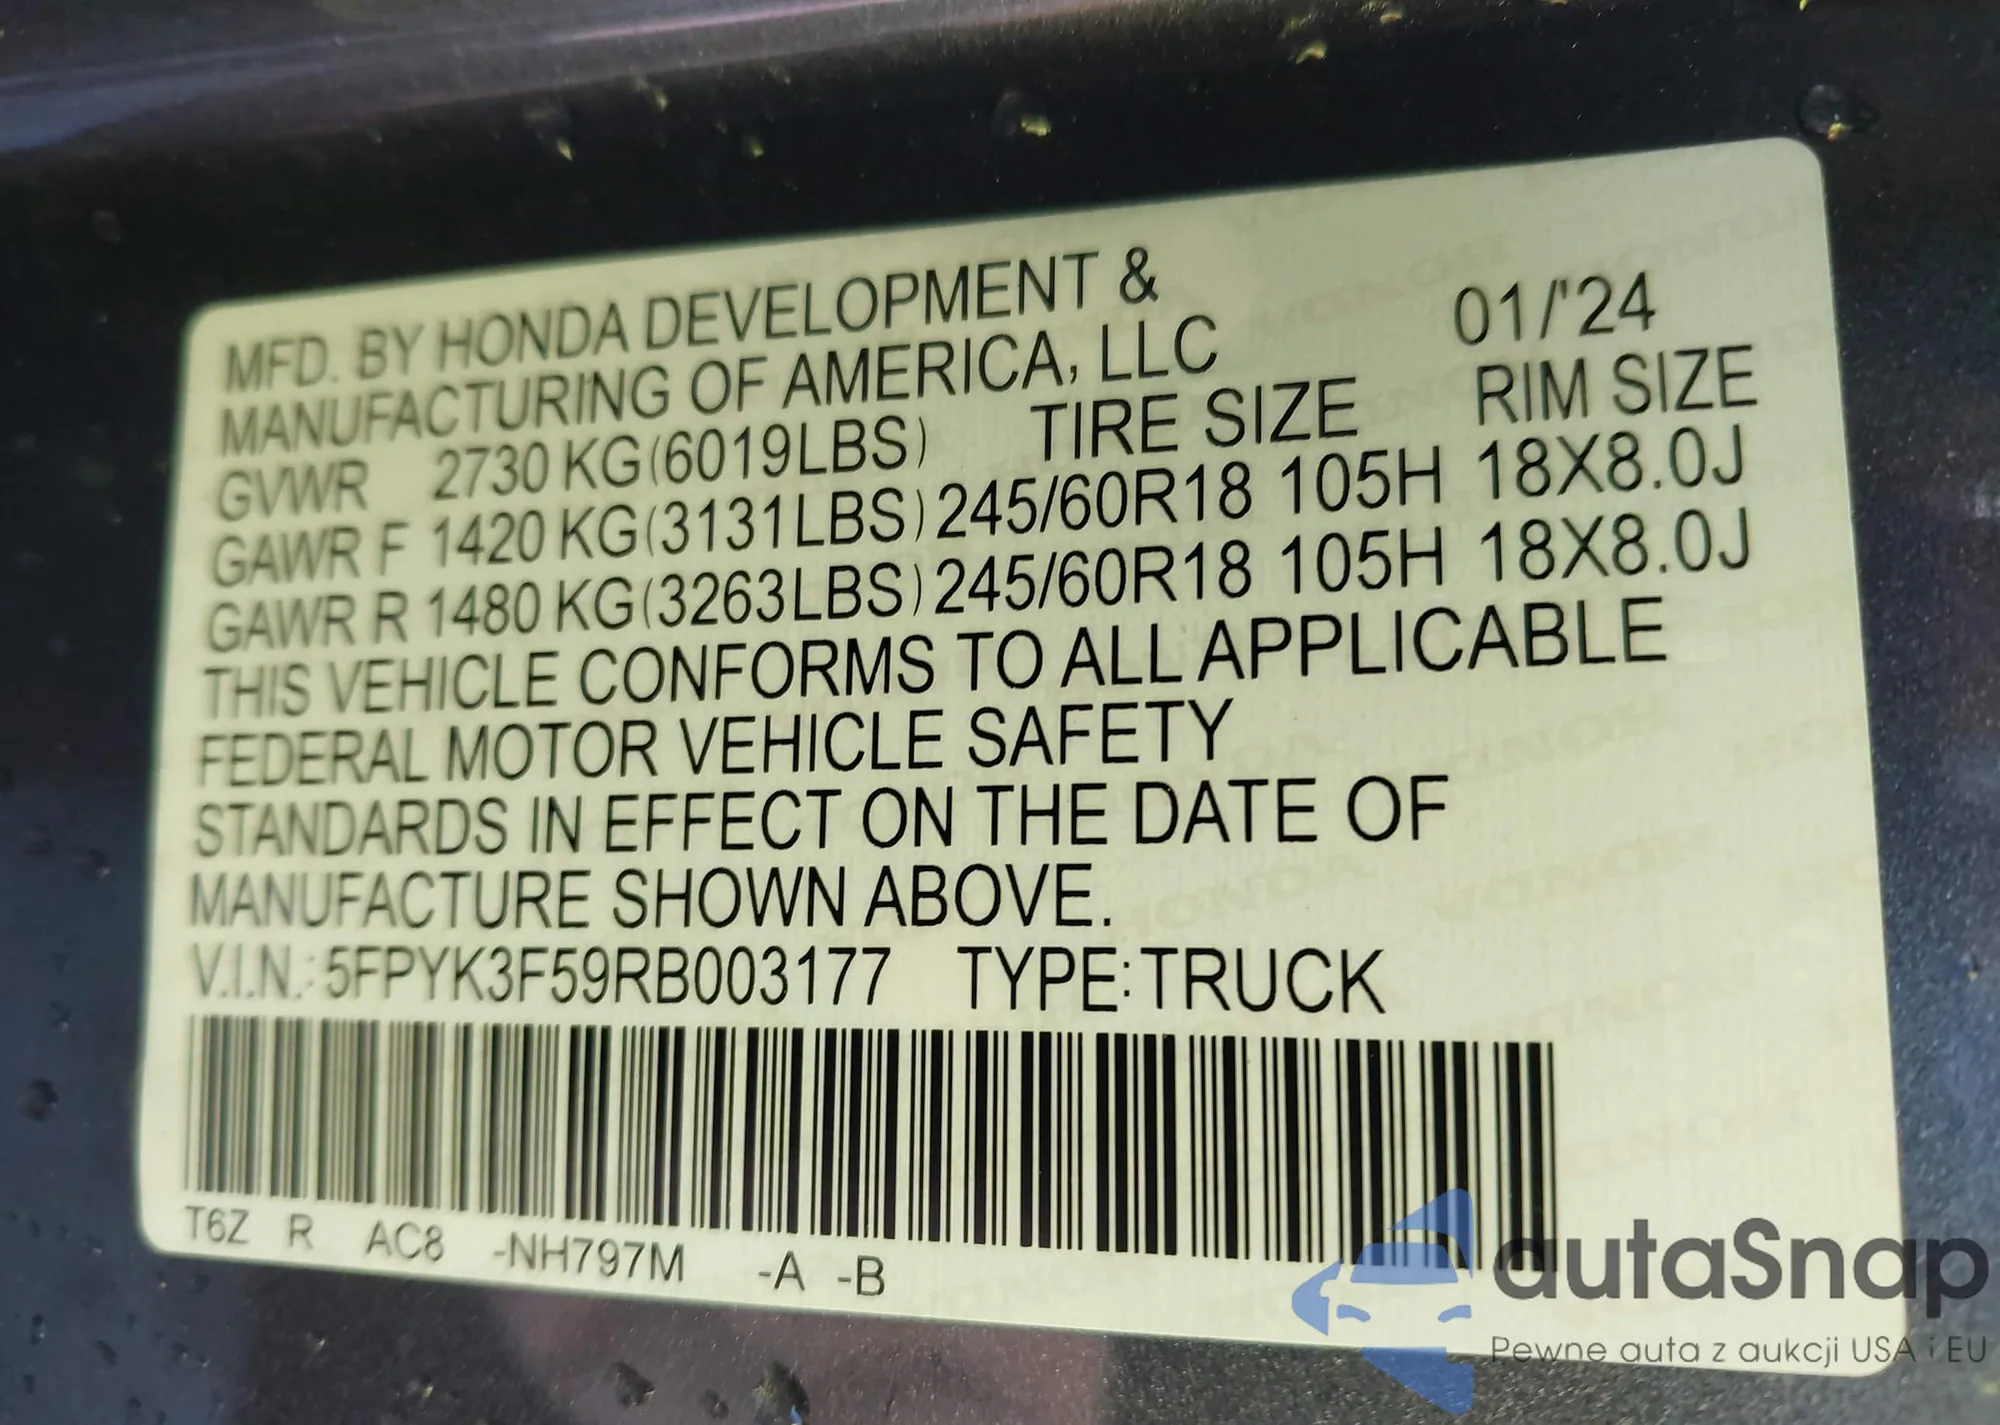 MFD. BY HONDA DEVELOPMENT &
MANUFACTURING OF AMERICA, LLC 01/'24
GVWR 2730 KG(6019LBS) TIRE SIZE RIM SIZE
GAWR F 1420 KG(3131LBS) 245/60R18 105H 18X8.0J
GAWR R 1480 KG(3263LBS) 245/60R18 105H 18X8.0J
THIS VEHICLE CONFORMS TO ALL APPLICABLE
FEDERAL MOTOR VEHICLE SAFETY
STANDARDS IN EFFECT ON THE DATE OF
MANUFACTURE SHOWN ABOVE.
V.I.N.: 5FPYK3F59RB003177 TYPE:TRUCK
T6Z R AC8 -NH797M -A -B
autaSnap
Pewne auta z aukcji USA i EU